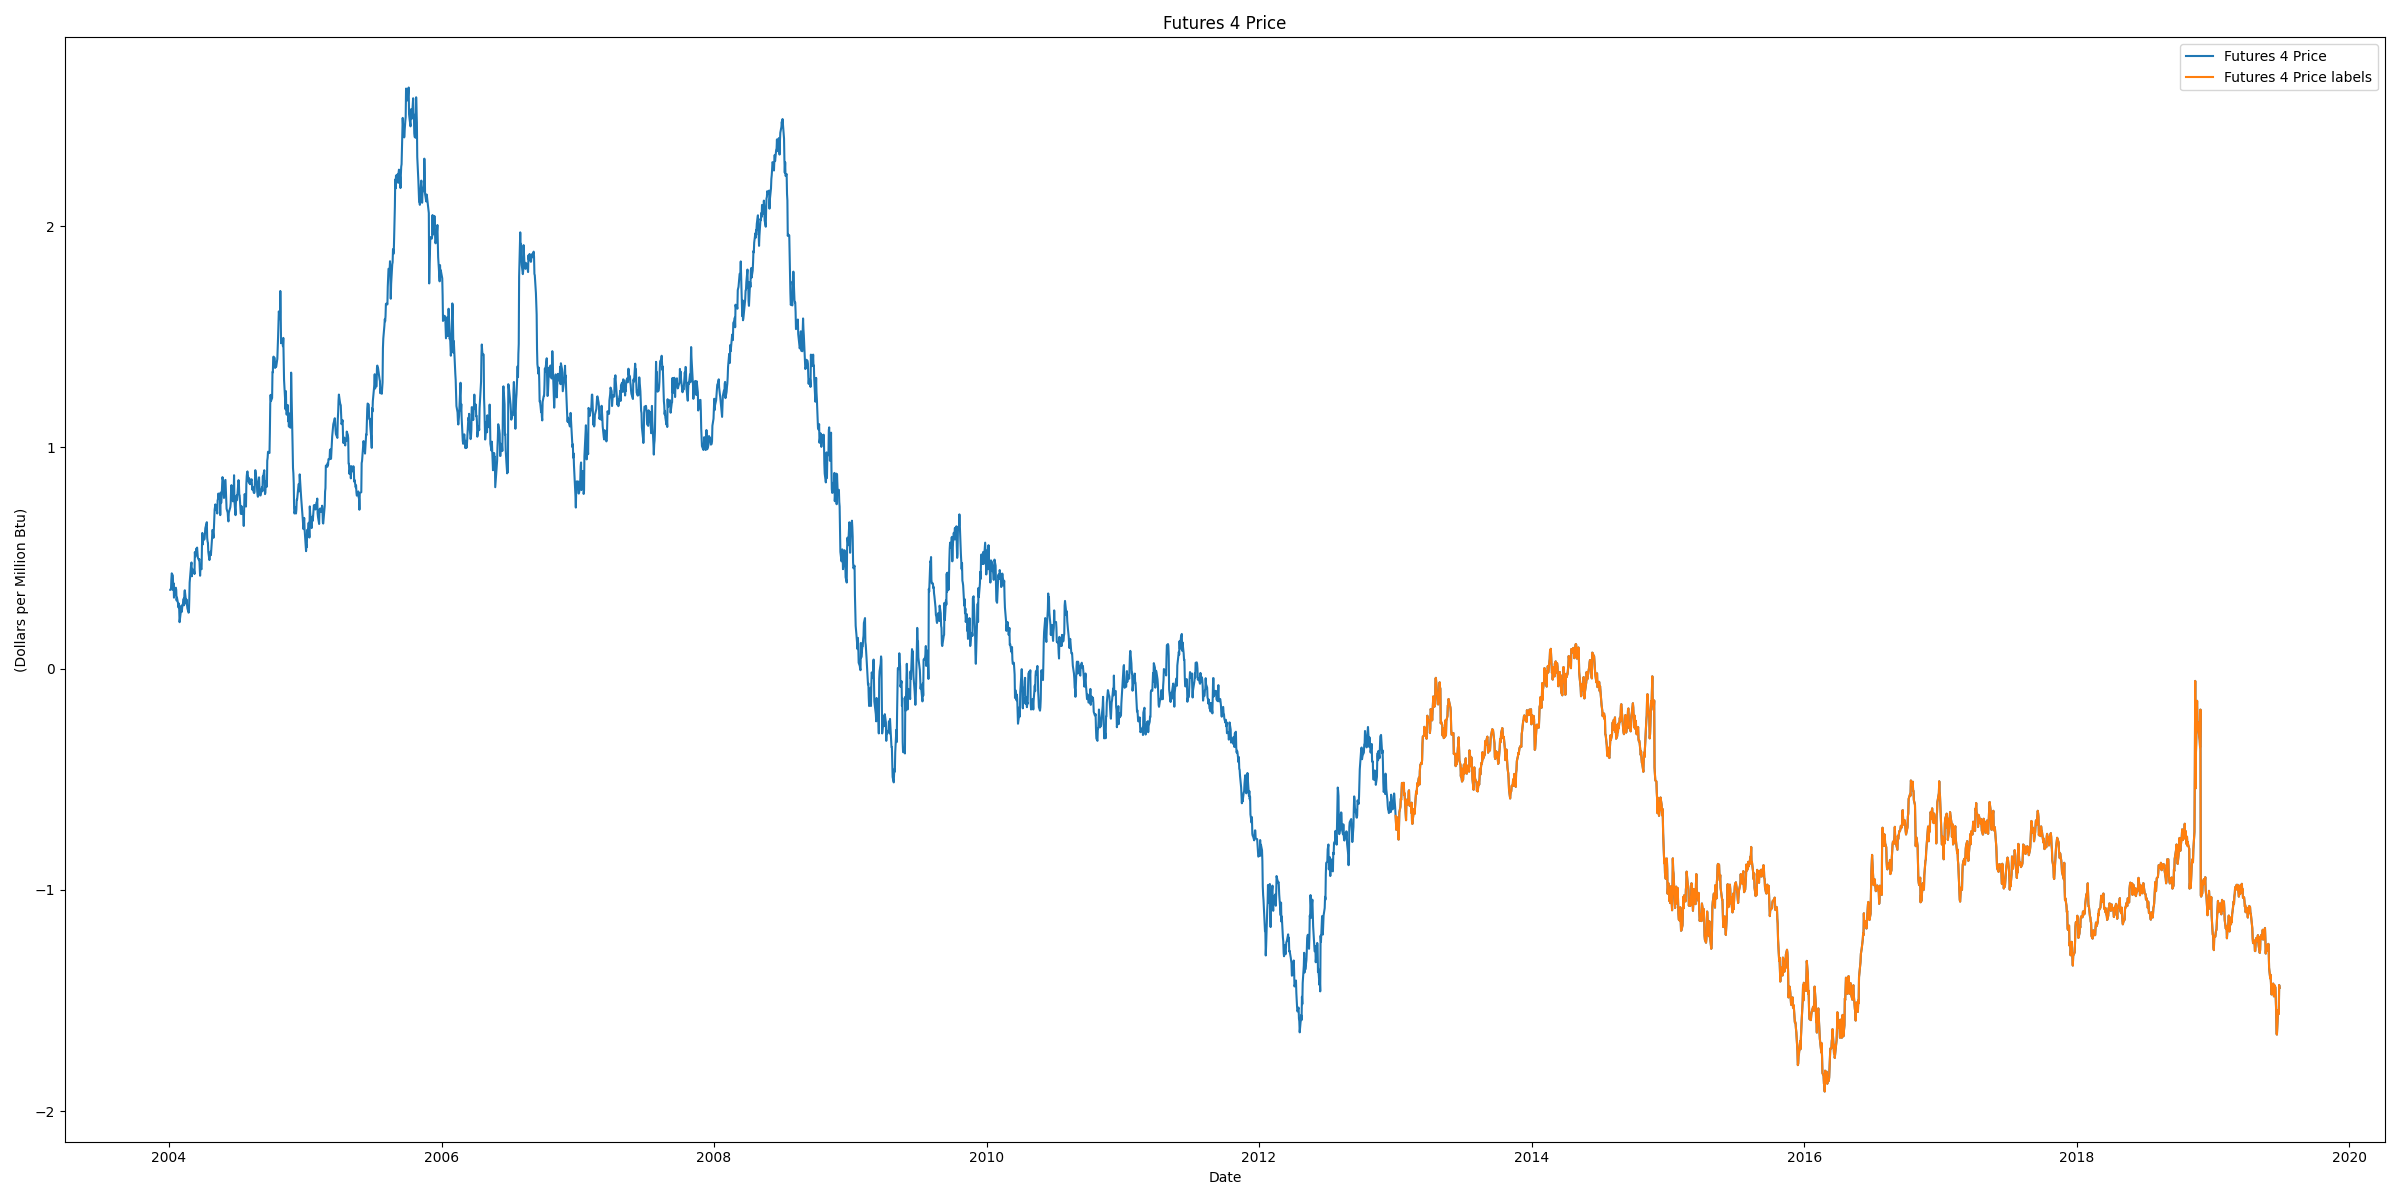 Futures 4 Price
Futures 4 Price
Futures 4 Price labels
(Dollars per Million Btu)
2
1
0
−1
−2
2004 2006 2008 2010 2012 2014 2016 2018 2020
Date